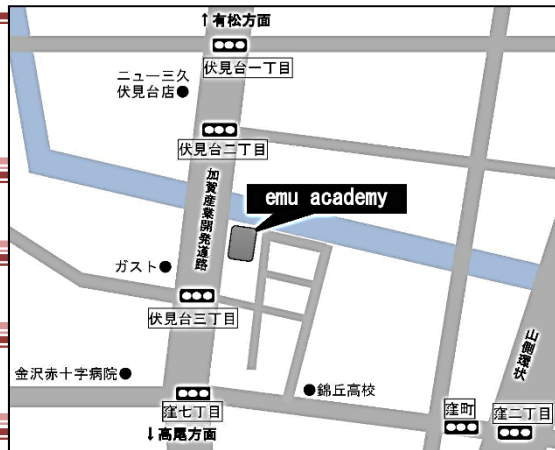 ↑有松方面
伏見台一丁目
ニュー三久
伏見台店●
伏見台二丁目
加賀産業開発道路
emu academy
ガスト●
伏見台三丁目
山側環状
金沢赤十字病院●
●錦丘高校
窪七丁目
窪町
窪二丁目
↓高尾方面